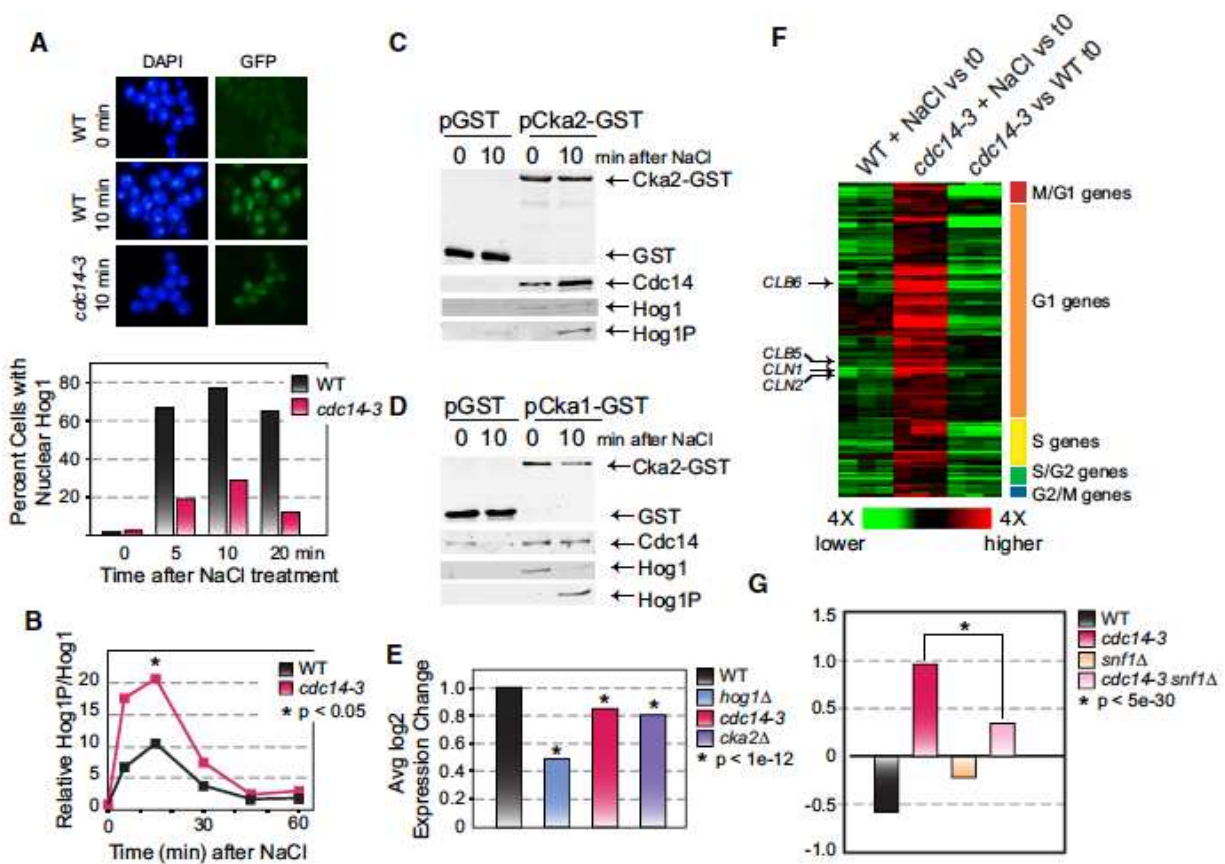 A
DAPI GFP
WT
0 min
WT
10 min
cdc14-3
10 min
Percent Cells with
Nuclear Hog1
80
60
40
20
WT
cdc14-3
0 5 10 20 min
Time after NaCl treatment
B
Relative Hog1P/Hog1
20
15
10
5
0
WT
cdc14-3
* p < 0.05
*
0 30 60
Time (min) after NaCl
C
pGST pCka2-GST
0 10 0 10 min after NaCl
←Cka2-GST
←GST
←Cdc14
←Hog1
←Hog1P
D
pGST pCka1-GST
0 10 0 10 min after NaCl
←Cka2-GST
←GST
←Cdc14
←Hog1
←Hog1P
E
Avg log2
Expression Change
1.0
0.8
0.6
0.4
0.2
0
* * *
WT
hog1Δ
cdc14-3
cka2Δ
* p < 1e-12
F
WT + NaCl vs t0
cdc14-3 + NaCl vs t0
cdc14-3 vs WT t0
M/G1 genes
CLB6
G1 genes
CLB5
CLN1
CLN2
S genes
S/G2 genes
G2/M genes
4X 4X
lower higher
G
1.5
1.0
0.5
0
-0.5
-1.0
*
WT
cdc14-3
snf1Δ
cdc14-3 snf1Δ
* p < 5e-30